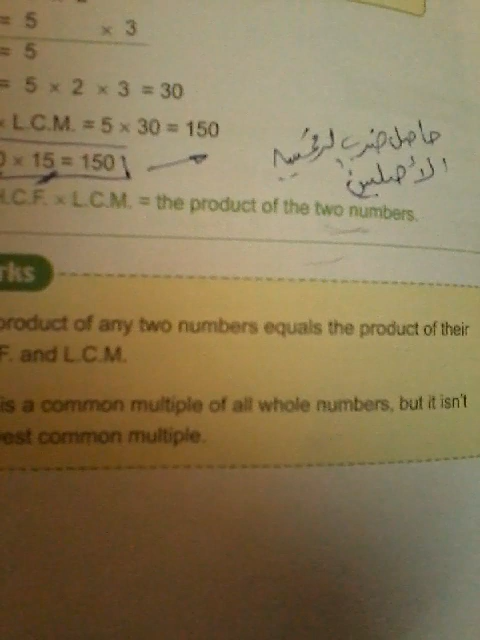 = 5 × 3
= 5
= 5 × 2 × 3 = 30
× L.C.M. = 5 × 30 = 150
0 × 15 = 150
H.C.F. × L.C.M. = the product of the two numbers.
حاصل ضرب
الأصليين
rks
product of any two numbers equals the product of their
F. and L.C.M.
is a common multiple of all whole numbers, but it isn't
est common multiple.